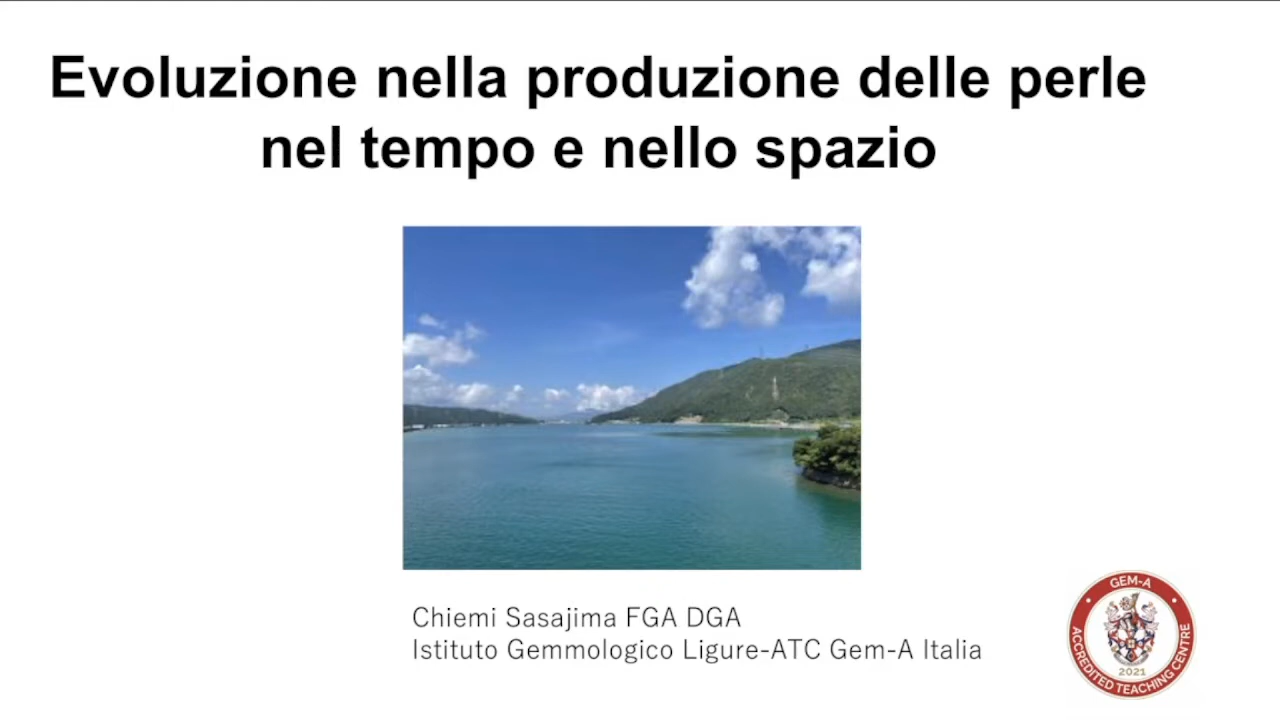 Evoluzione nella produzione delle perle
nel tempo e nello spazio
Chiemi Sasajima FGA DGA
Istituto Gemmologico Ligure-ATC Gem-A Italia
GEM-A
2021
ACCREDITED TEACHING CENTRE